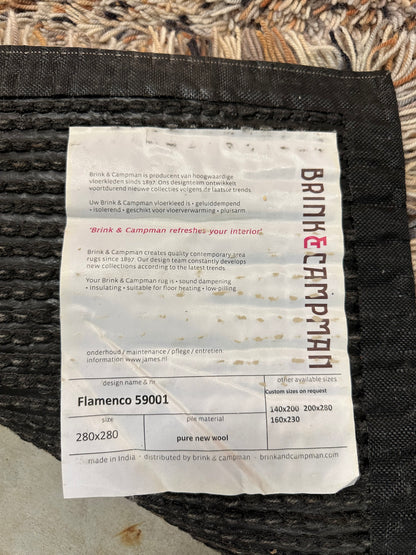 Brink & Campman is producent van hoogwaardige
vloerkleden sinds 1897. Ons designteam ontwikkelt
voortdurend nieuwe collecties volgens de laatste trends.
Uw Brink & Campman vloerkleed is • geluiddempend
• isolerend • geschikt voor vloerverwarming • pluisarm
'Brink & Campman refreshes your interior'
Brink & Campman creates quality contemporary area
rugs since 1897. Our design team constantly develops
new collections according to the latest trends.
Your Brink & Campman rug is • sound dampening
• insulating • suitable for floor heating • low pilling
BRINK&CAMPMAN
onderhoud / maintenance / pflege / entretien
information www.james.nl
design name & nr
Flamenco 59001
other available sizes
Custom sizes on request
140x200 200x280
160x230
size
280x280
pile material
pure new wool
made in India • distributed by brink & campman • brinkandcampman.com